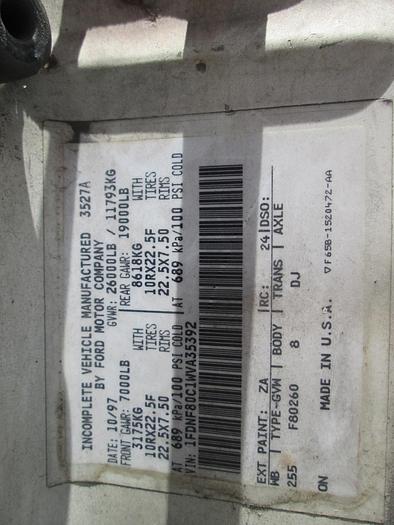 INCOMPLETE VEHICLE MANUFACTURED 3527A
BY FORD MOTOR COMPANY
DATE: 10/97 GVWR: 26000LB / 11793KG
FRONT GAWR: 7000LB REAR GAWR: 19000LB
3175KG WITH 8618KG WITH
10RX22.5F TIRES 10RX22.5F TIRES
22.5X7.50 RIMS 22.5X7.50 RIMS
AT 689 kPa/100 PSI COLD AT 689 kPa/100 PSI COLD
VIN: 1FDNF80C1WVA35392
EXT PAINT: ZA RC: 24 DSO:
WB TYPE-GVW BODY TRANS AXLE
255 F80260 8 DJ
QN MADE IN U.S.A. F65B-1520472-AA